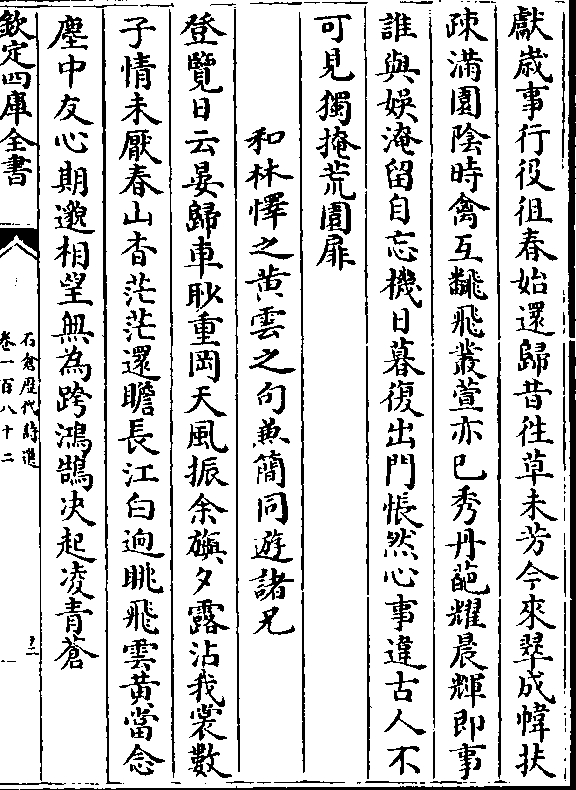 獻歲事行役徂春始還歸昔徃草未芳今來翠成幃扶
疎滿園陰時禽互飜飛叢萱亦已秀丹葩耀晨輝即事
誰與娱淹留自忘機日暮復出門悵然心事違古人不
可見獨掩荒園扉
和林懌之黄雲之句兼簡同遊諸兄
登覽日云晏歸車眇重岡天風振余旟夕露沾我裳數
子情未厭春山杳茫茫還瞻長江白逈眺飛雲黄當念
塵中友心期邈相望無為跨鴻鵠决起凌青蒼
欽定四庫全書
石倉歴代詩選
卷一百八十二